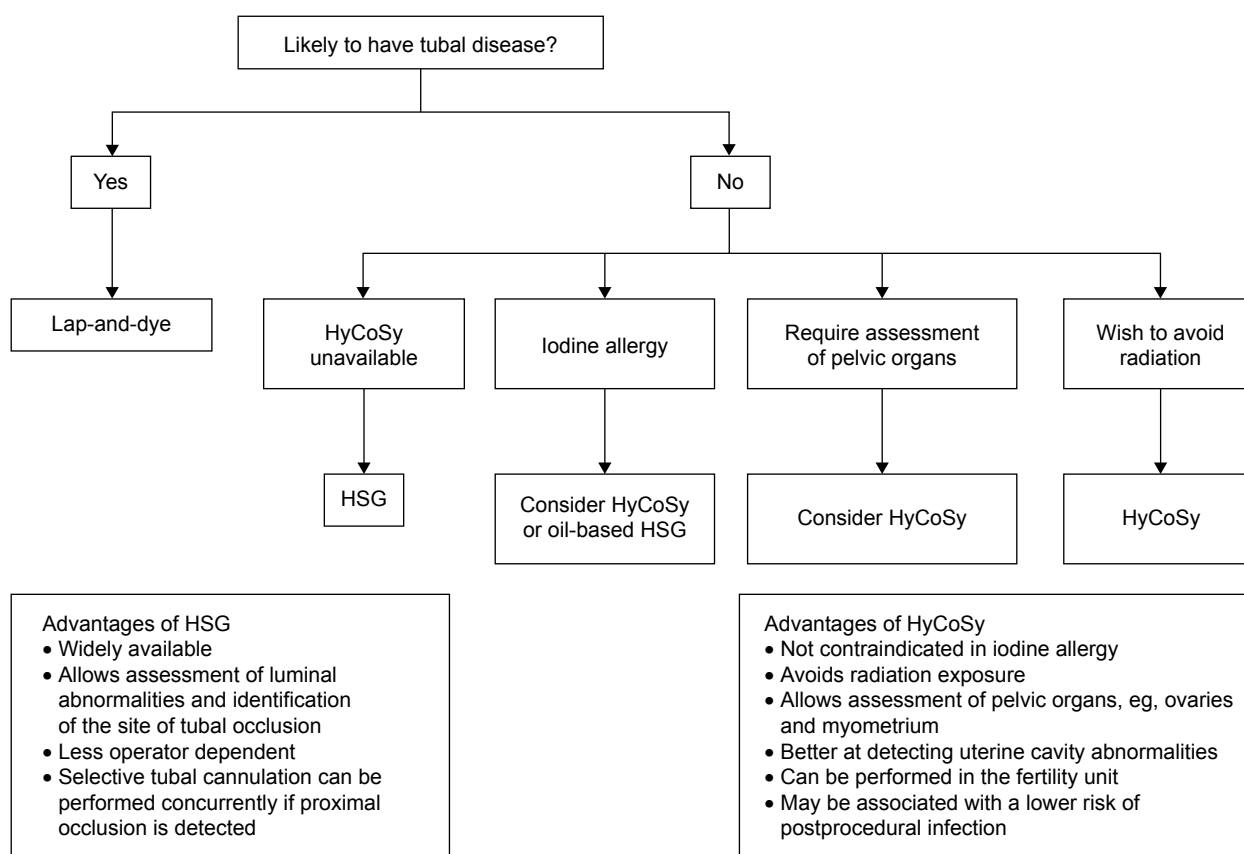 Likely to have tubal disease?
Yes
No
Lap-and-dye
HyCoSy
unavailable
Iodine allergy
Require assessment
of pelvic organs
Wish to avoid
radiation
HSG
Consider HyCoSy
or oil-based HSG
Consider HyCoSy
HyCoSy
Advantages of HSG
• Widely available
• Allows assessment of luminal
abnormalities and identification
of the site of tubal occlusion
• Less operator dependent
• Selective tubal cannulation can be
performed concurrently if proximal
occlusion is detected
Advantages of HyCoSy
• Not contraindicated in iodine allergy
• Avoids radiation exposure
• Allows assessment of pelvic organs, eg, ovaries
and myometrium
• Better at detecting uterine cavity abnormalities
• Can be performed in the fertility unit
• May be associated with a lower risk of
postprocedural infection